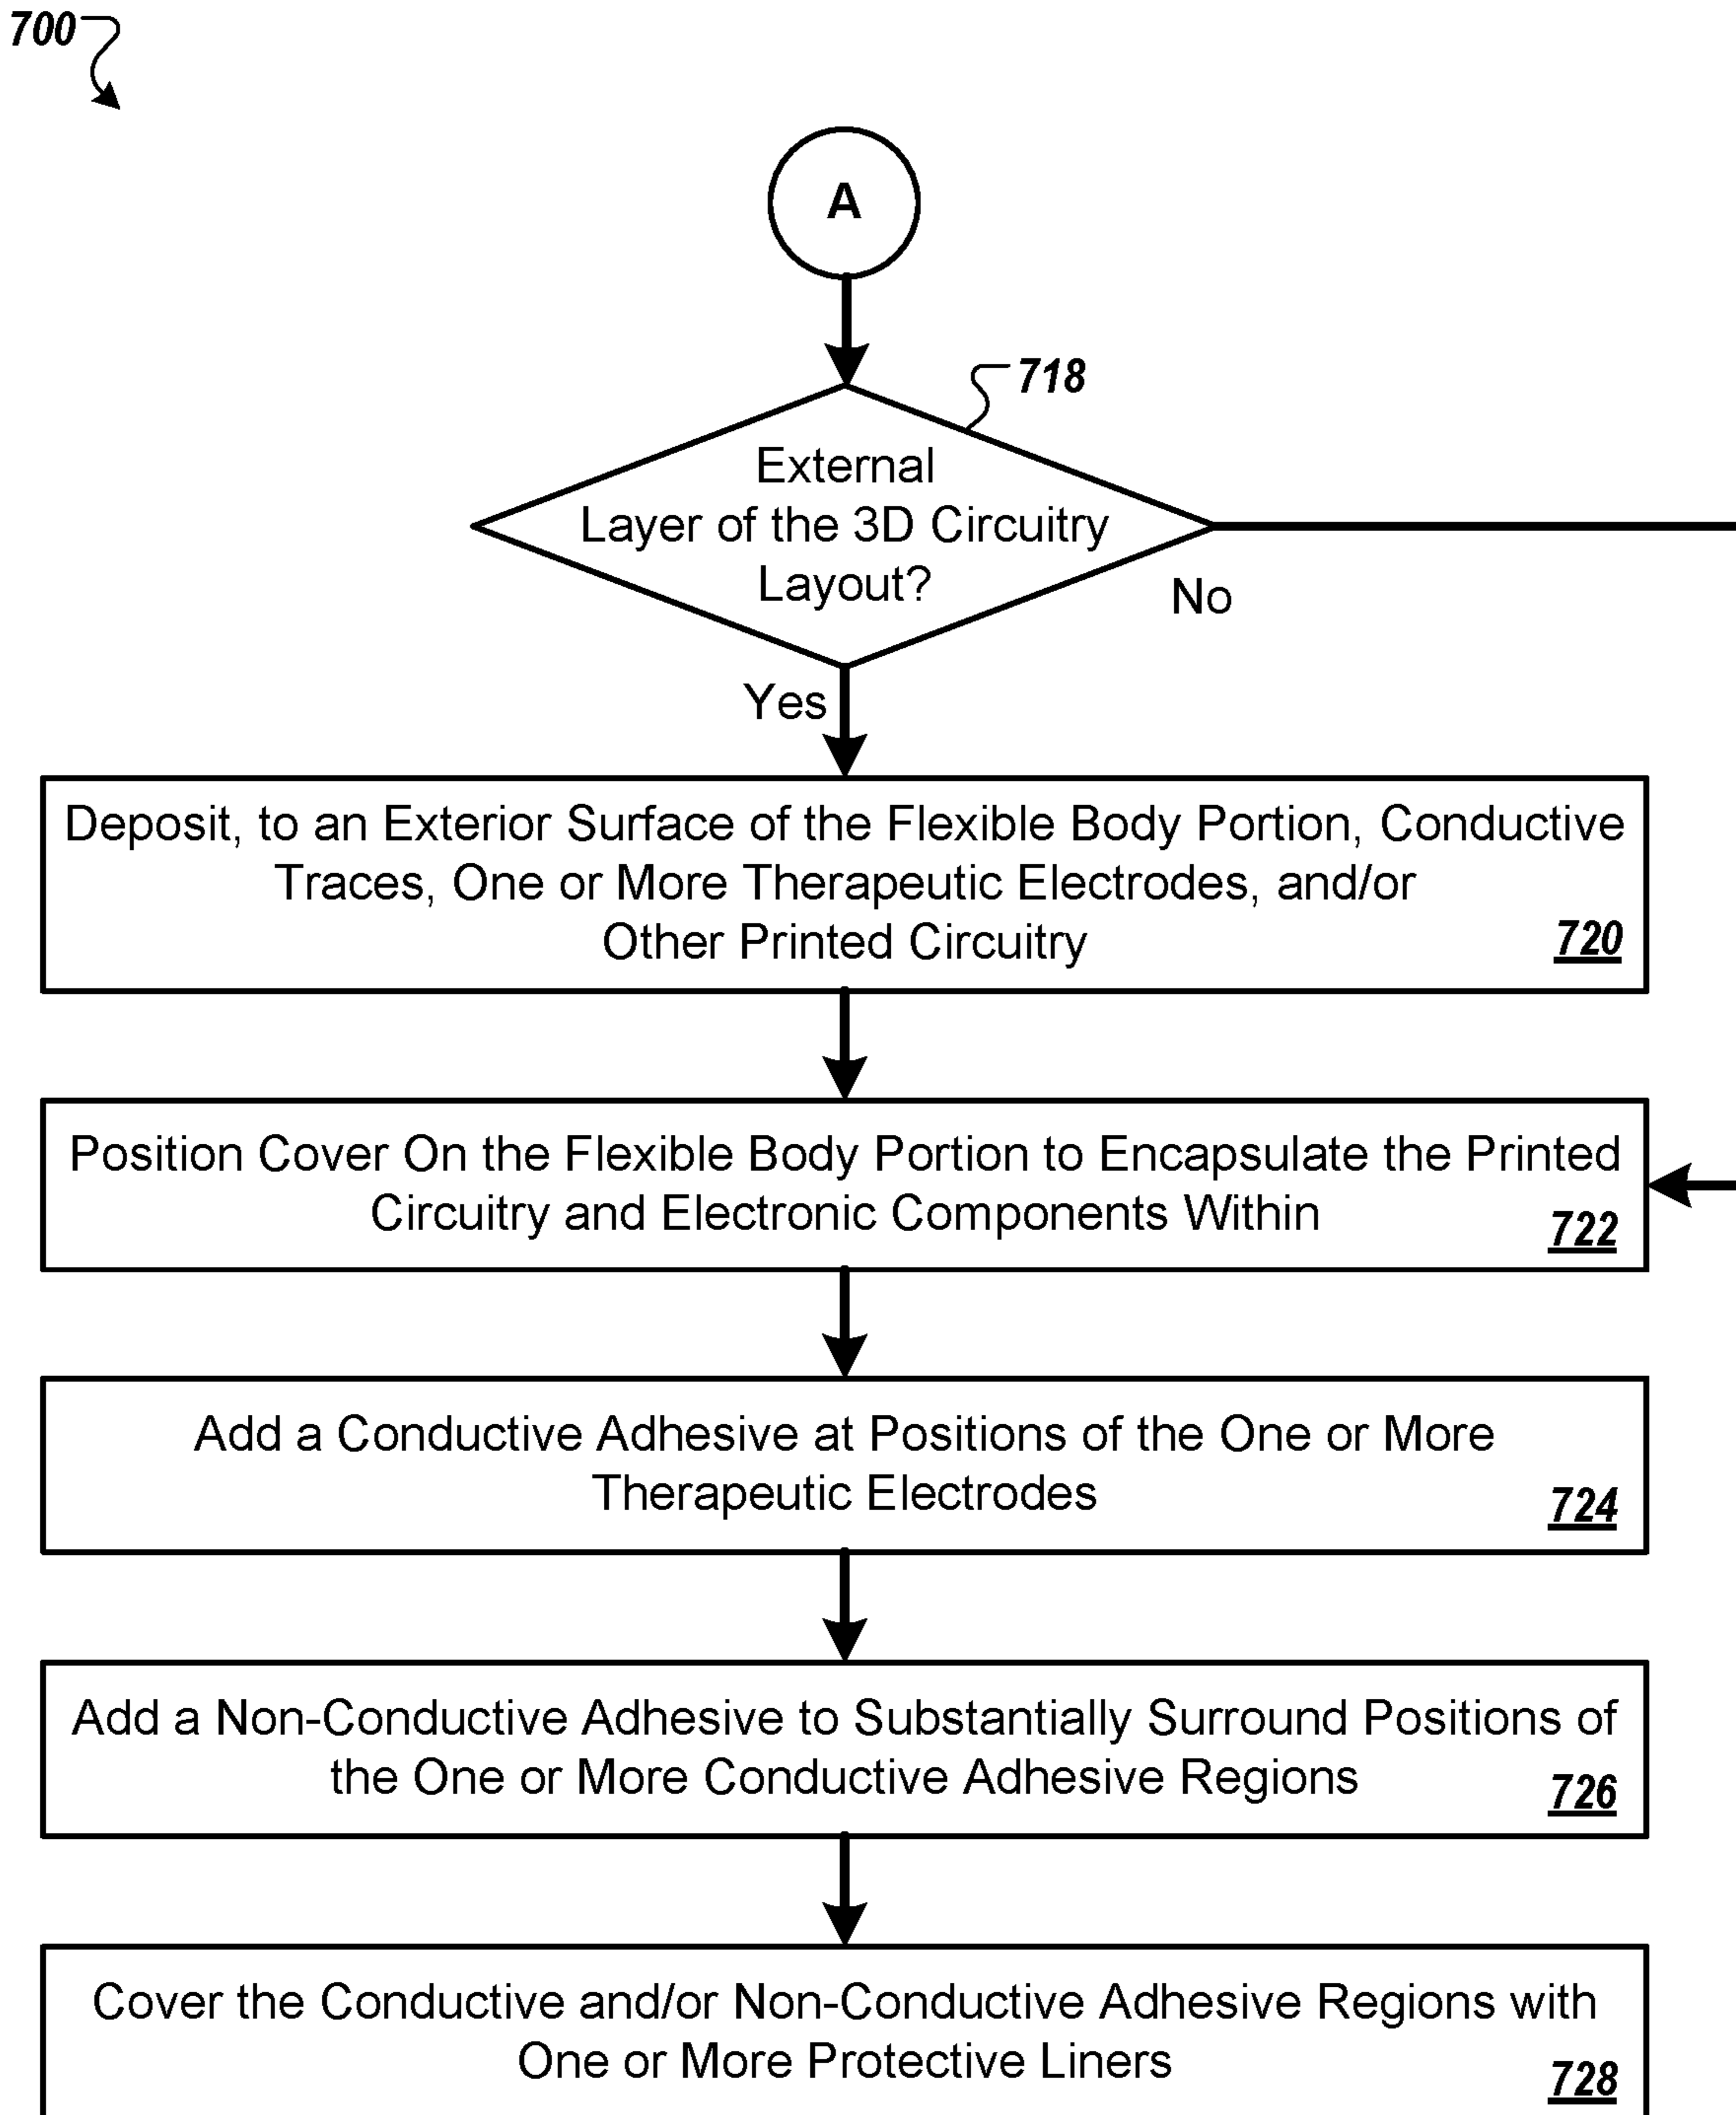 700
A
718
External
Layer of the 3D Circuitry
Layout?
No
Yes
Deposit, to an Exterior Surface of the Flexible Body Portion, Conductive
Traces, One or More Therapeutic Electrodes, and/or
Other Printed Circuitry
720
Position Cover On the Flexible Body Portion to Encapsulate the Printed
Circuitry and Electronic Components Within
722
Add a Conductive Adhesive at Positions of the One or More
Therapeutic Electrodes
724
Add a Non-Conductive Adhesive to Substantially Surround Positions of
the One or More Conductive Adhesive Regions
726
Cover the Conductive and/or Non-Conductive Adhesive Regions with
One or More Protective Liners
728